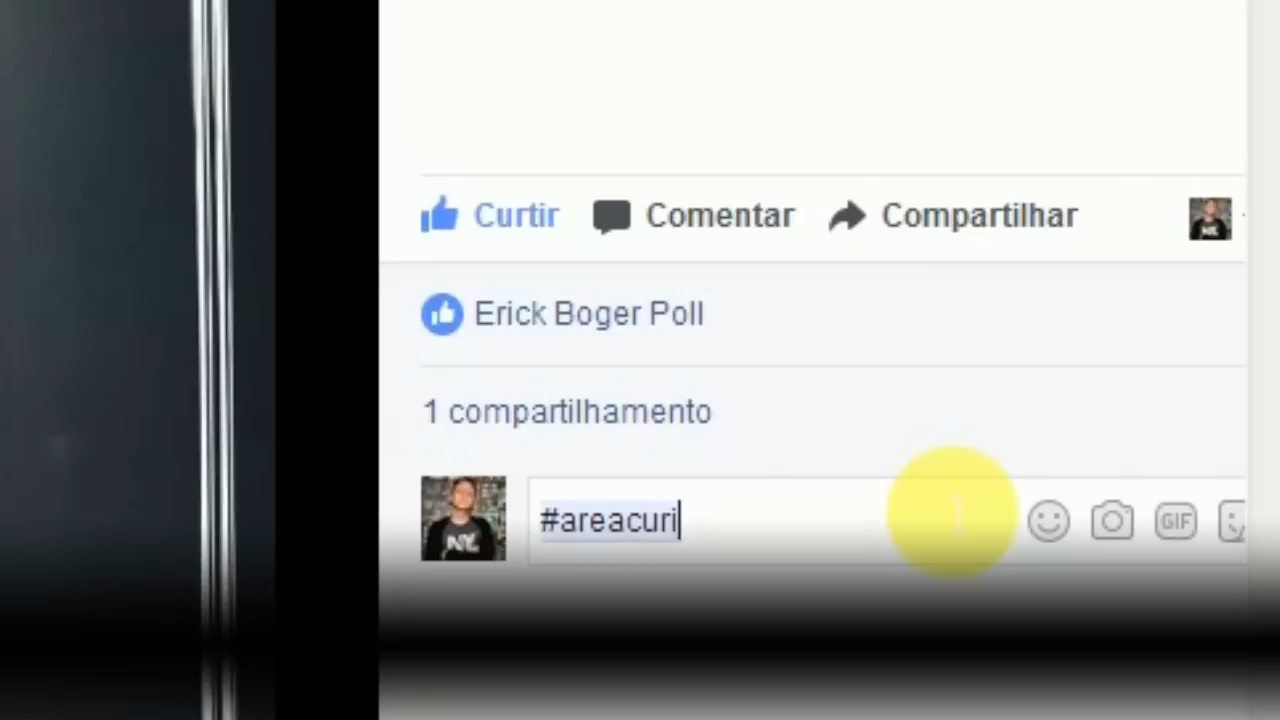 Curtir Comentar Compartilhar
Erick Boger Poll
1 compartilhamento
#areacuri
GIF